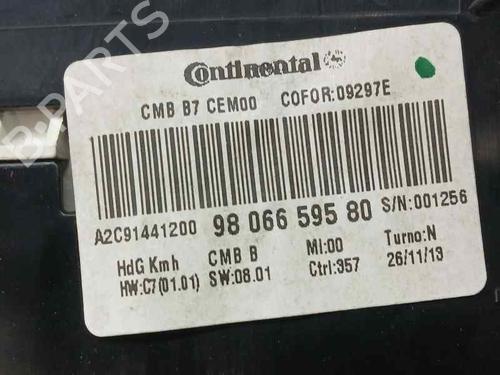 Continental
CMB B7 CEM00 COFOR:09297E
A2C91441200 98 066 595 80 S/N:001256
HdG Kmh CMB B MI:00 Turno:N
HW:C7(01.01) SW:08.01 Ctrl:357 26/11/13
B.PARTS